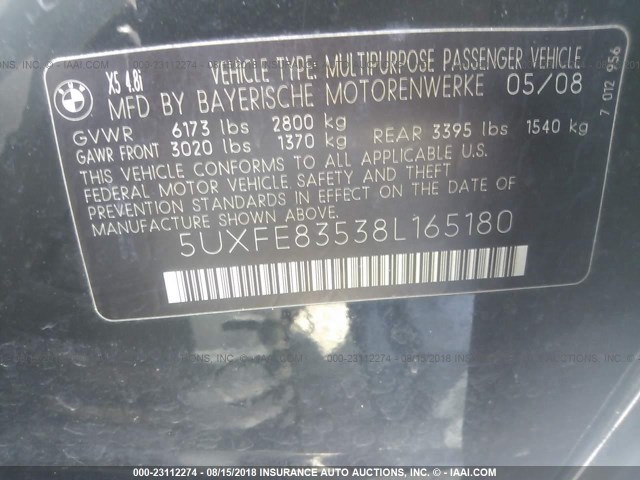 X5 4.8i
VEHICLE TYPE: MULTIPURPOSE PASSENGER VEHICLE
MFD BY BAYERISCHE MOTORENWERKE 05/08
GVWR 6173 lbs 2800 kg
GAWR FRONT 3020 lbs 1370 kg REAR 3395 lbs 1540 kg
THIS VEHICLE CONFORMS TO ALL APPLICABLE U.S.
FEDERAL MOTOR VEHICLE SAFETY AND THEFT
PREVENTION STANDARDS IN EFFECT ON THE DATE OF
MANUFACTURE SHOWN ABOVE.
5UXFE83538L165180
7 012 956
000-23112274 - 08/15/2018 INSURANCE AUTO AUCTIONS, INC. - © - IAAI.COM